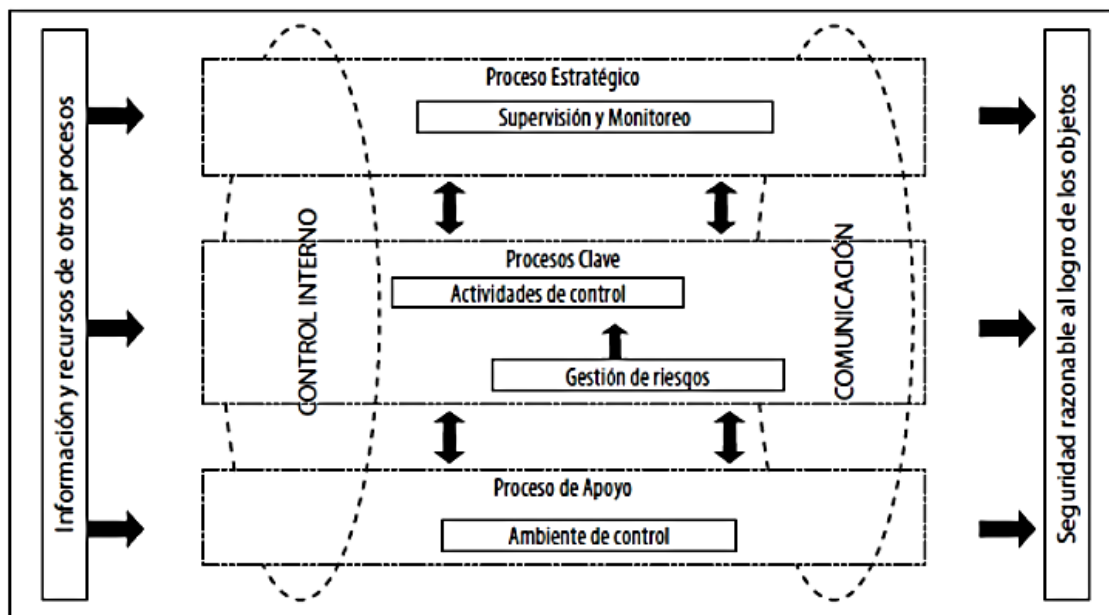 Información y recursos de otros procesos
Proceso Estratégico
Supervisión y Monitoreo
CONTROL INTERNO
Procesos Clave
Actividades de control
Gestión de riesgos
COMUNICACIÓN
Proceso de Apoyo
Ambiente de control
Seguridad razonable al logro de los objetos